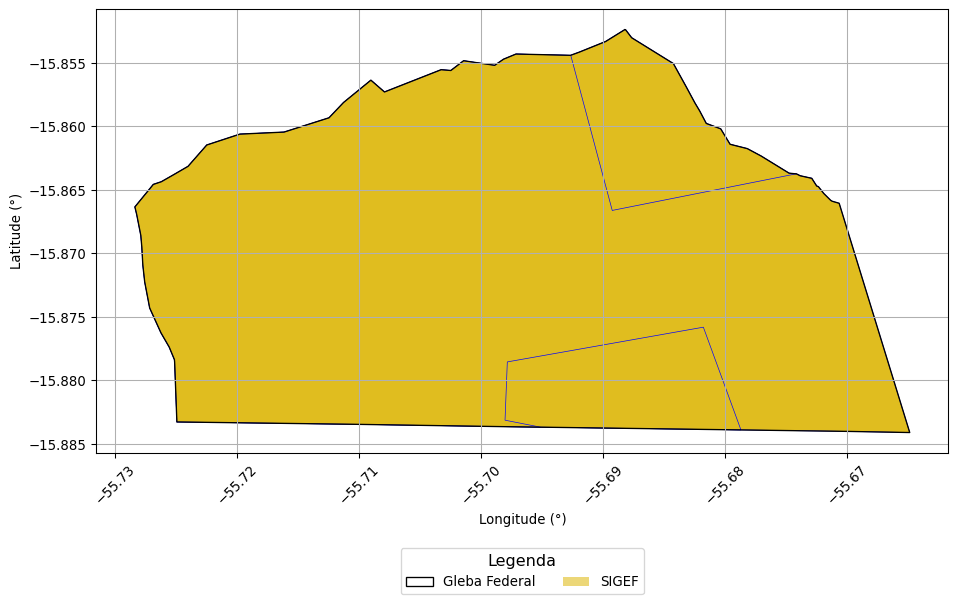 Latitude (°)
−15.855
−15.860
−15.865
−15.870
−15.875
−15.880
−15.885
−55.73
−55.72
−55.71
−55.70
−55.69
−55.68
−55.67
Longitude (°)
Legenda
Gleba Federal
SIGEF